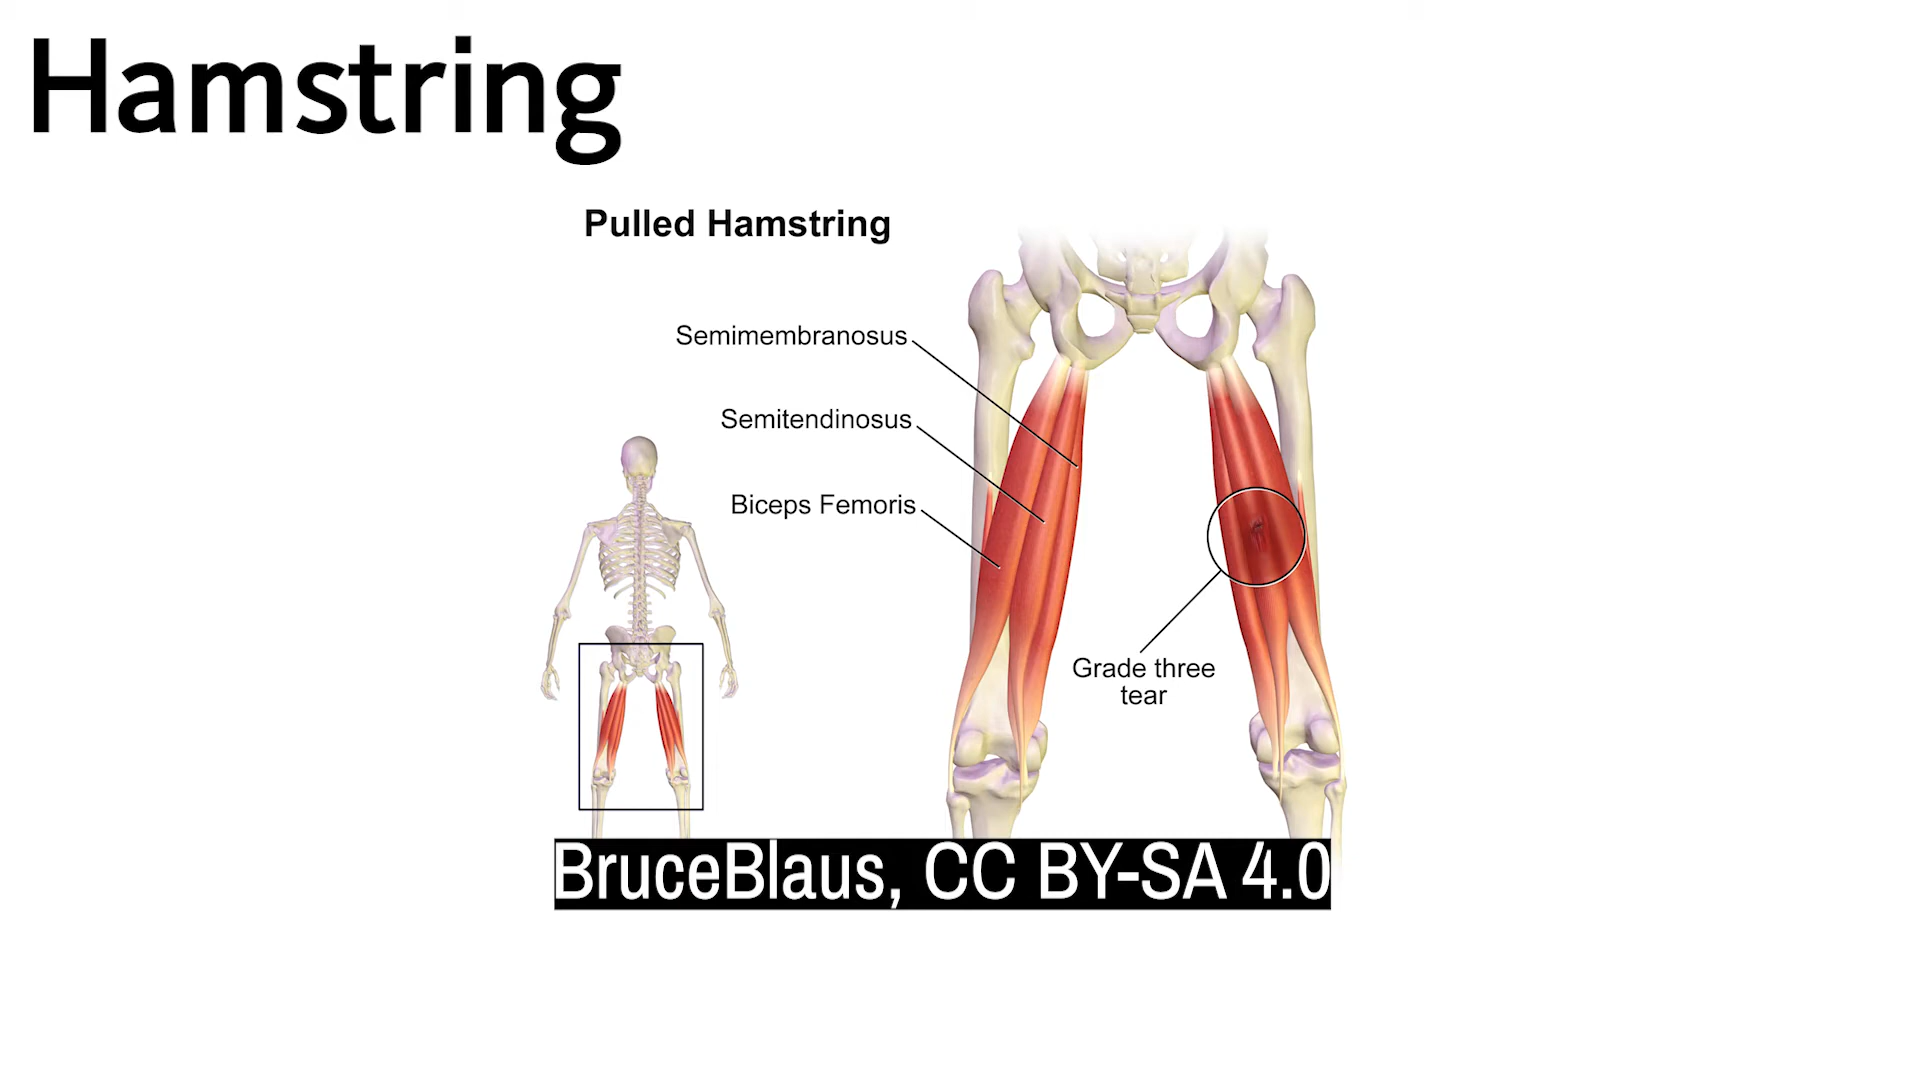 Hamstring
Pulled Hamstring
Semimembranosus
Semitendinosus
Biceps Femoris
Grade three
tear
BruceBlaus, CC BY-SA 4.0